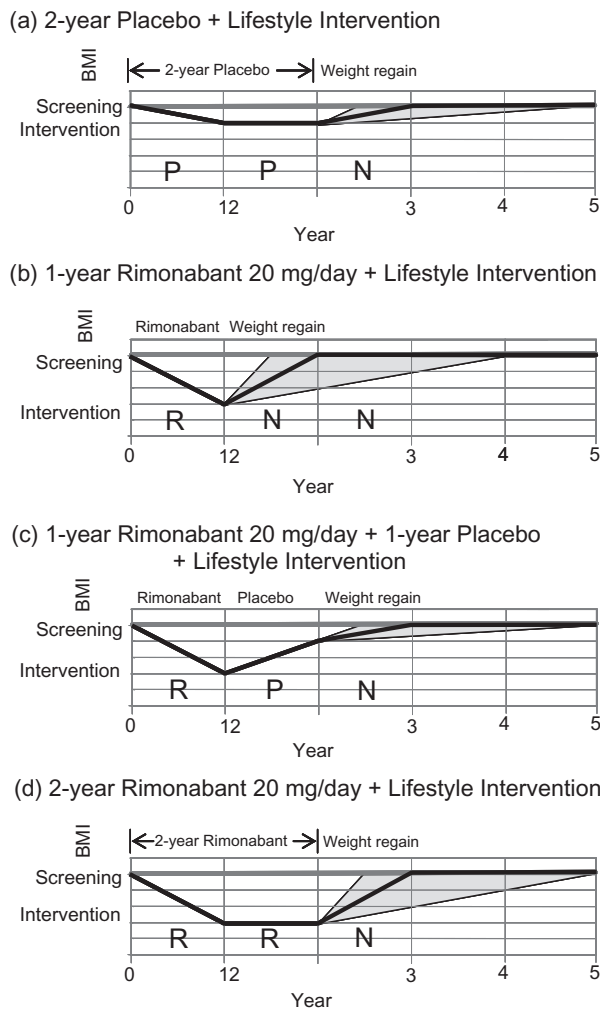 (a) 2-year Placebo + Lifestyle Intervention
BMI
2-year Placebo Weight regain
Screening
Intervention
P P N
0 12 3 4 5
Year
(b) 1-year Rimonabant 20 mg/day + Lifestyle Intervention
BMI
Rimonabant Weight regain
Screening
Intervention
R N N
0 12 3 4 5
Year
(c) 1-year Rimonabant 20 mg/day + 1-year Placebo
+ Lifestyle Intervention
BMI
Rimonabant Placebo Weight regain
Screening
Intervention
R P N
0 12 3 4 5
Year
(d) 2-year Rimonabant 20 mg/day + Lifestyle Intervention
BMI
2-year Rimonabant Weight regain
Screening
Intervention
R R N
0 12 3 4 5
Year